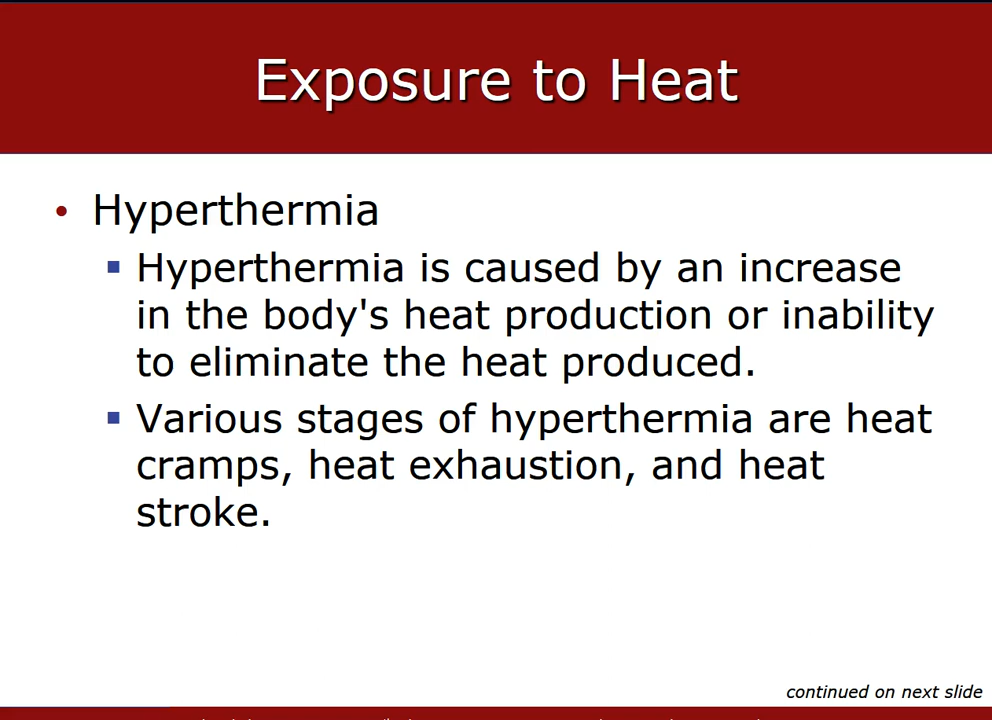 Exposure to Heat
• Hyperthermia
▪ Hyperthermia is caused by an increase
in the body's heat production or inability
to eliminate the heat produced.
▪ Various stages of hyperthermia are heat
cramps, heat exhaustion, and heat
stroke.
continued on next slide